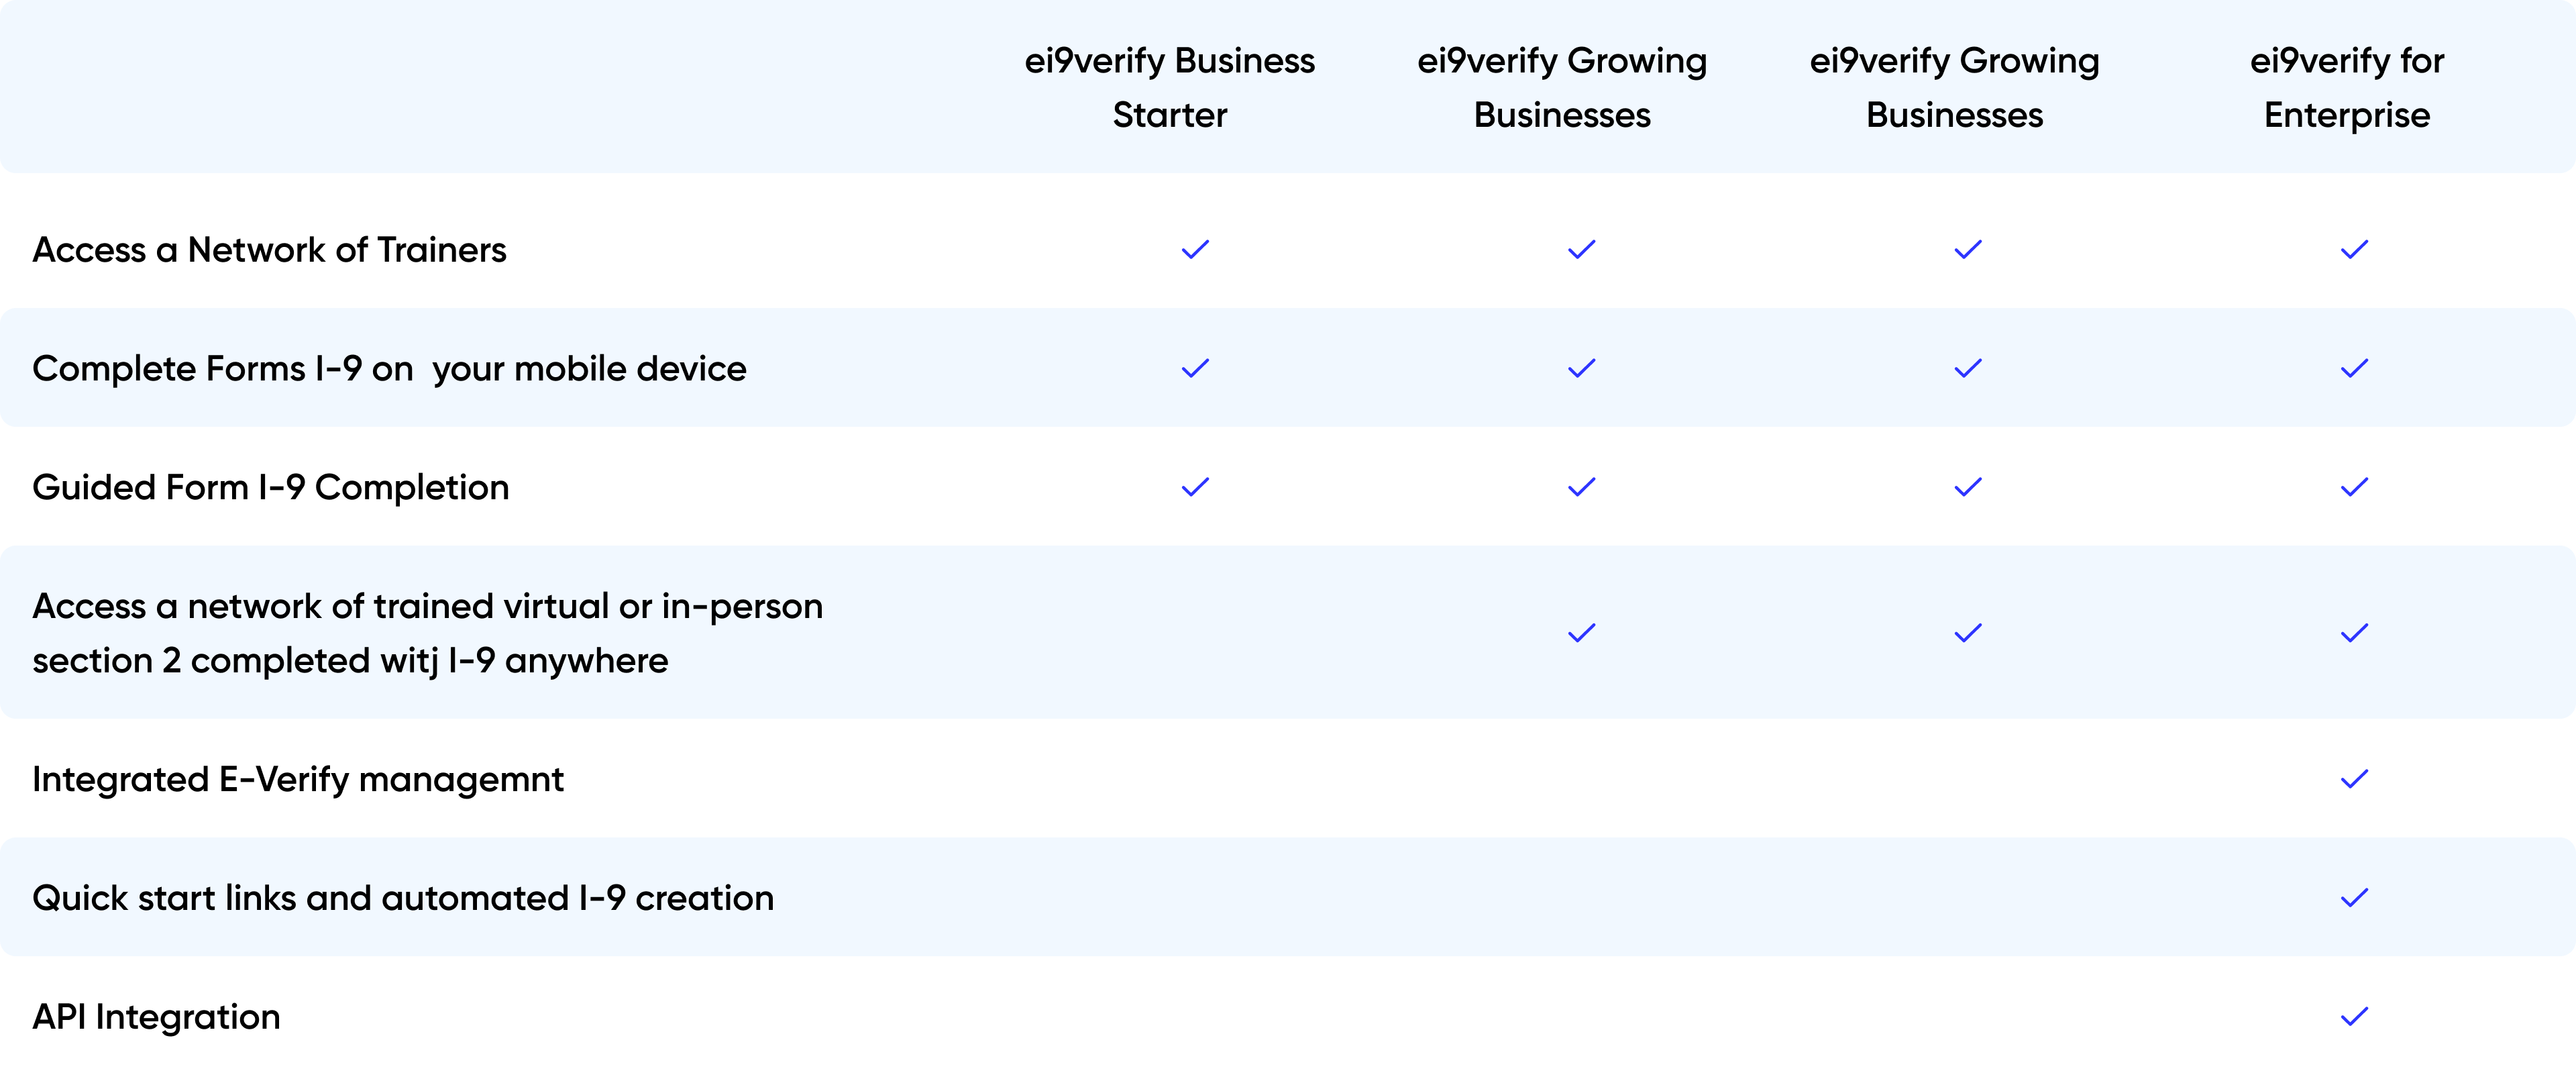 ei9verify Business
Starter
ei9verify Growing
Businesses
ei9verify Growing
Businesses
ei9verify for
Enterprise
Access a Network of Trainers
Complete Forms I-9 on  your mobile device
Guided Form I-9 Completion
Access a network of trained virtual or in-person
section 2 completed witj I-9 anywhere
Integrated E-Verify managemnt
Quick start links and automated I-9 creation
API Integration